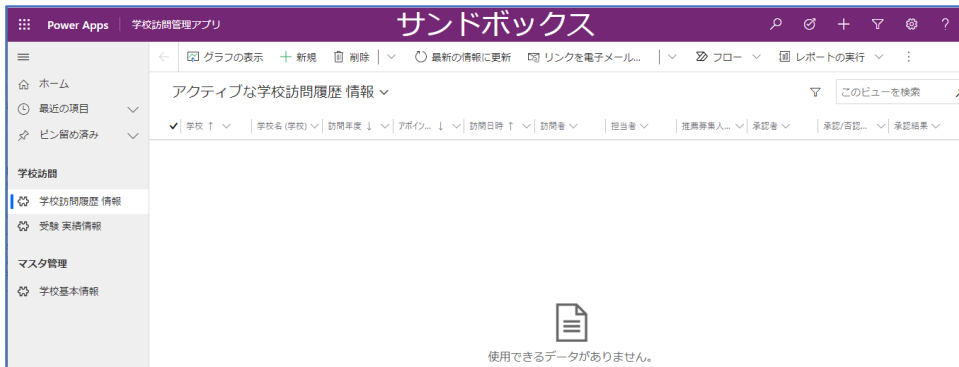 Power Apps 学校訪問管理アプリ サンドボックス
グラフの表示 新規 削除 最新の情報に更新 リンクを電子メール... フロー レポートの実行
ホーム
最近の項目
ピン留め済み
学校訪問
学校訪問履歴 情報
受験 実績情報
マスタ管理
学校基本情報
アクティブな学校訪問履歴 情報 このビューを検索
学校 ↑ 学校名 (学校) 訪問年度 ↓ アポイン... ↓ 訪問日時 ↑ 訪問者 担当者 推薦募集人... 承認者 承認/否認... 承認結果
使用できるデータがありません。